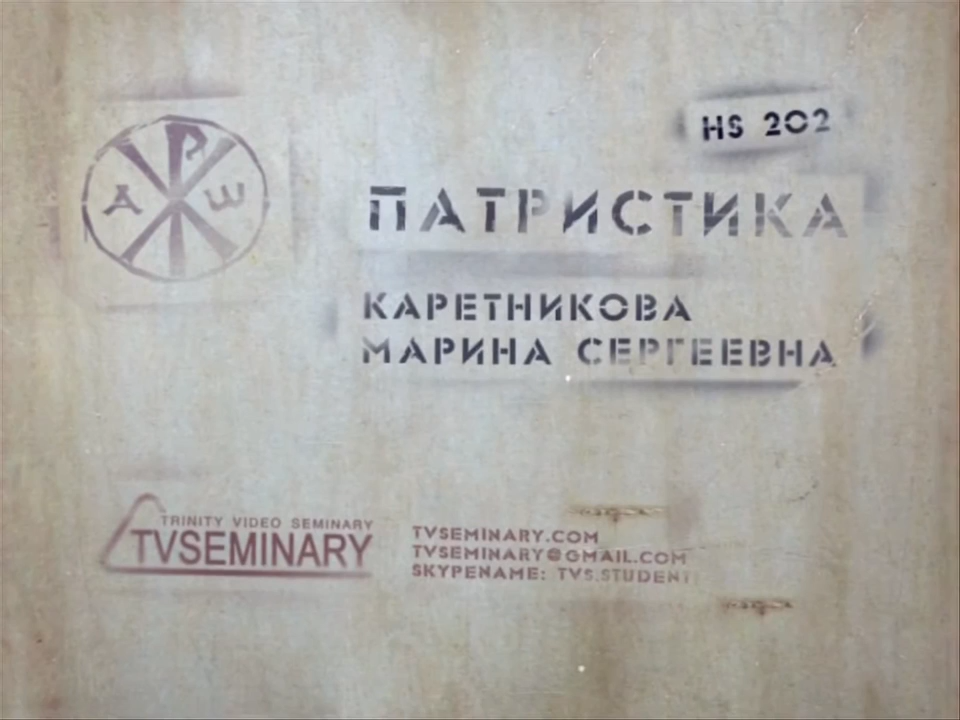 HS 202
ПАТРИСТИКА
КАРЕТНИКОВА
МАРИНА СЕРГЕЕВНА
А Р Ш
TRINITY VIDEO SEMINARY
TVSEMINARY
TVSEMINARY.COM
TVSEMINARY@GMAIL.COM
SKYPENAME: TVS.STUDENT